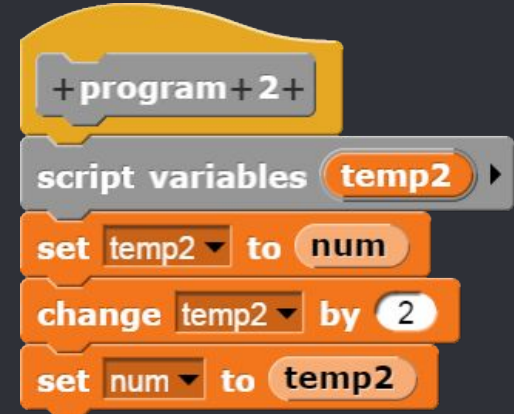 +program+2+
script variables temp2
set temp2 to num
change temp2 by 2
set num to temp2